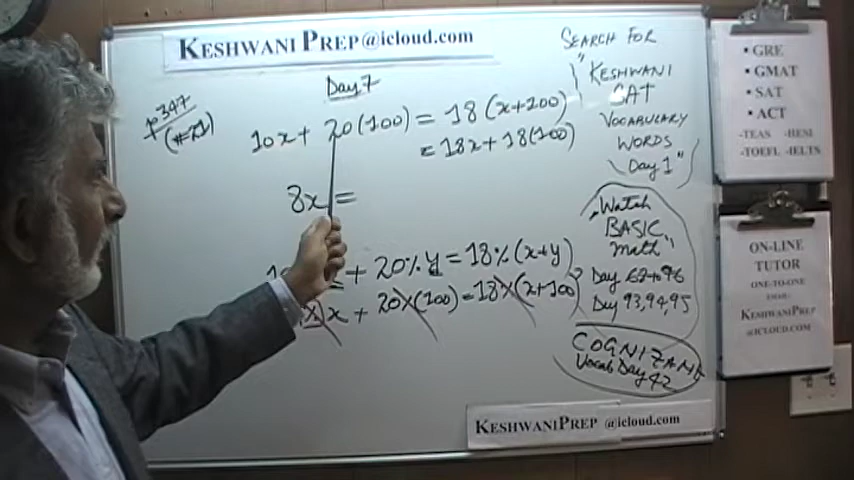 KESHWANI PREP@iCloud.com
Day 7
P347
(#21)
10x + 20(100) = 18(x+100)
= 18x + 18(100)
8x =
+ 20% y = 18% (x+y)
x + 20%(100) = 18%(x+100)
SEARCH FOR
"KESHWANI
SAT
VOCABULARY
WORDS
Day 1"
"Watch
BASIC
math"
Day 62 to 96
Day 93,94,95
COGNIZANT
Vocab Day 42
KESHWANIPREP @icloud.com
• GRE
• GMAT
• SAT
• ACT
-TEAS -HESI
-TOEFL -IELTS
ON-LINE
TUTOR
ONE-TO-ONE
KESHWANIPREP
@ICLOUD.COM